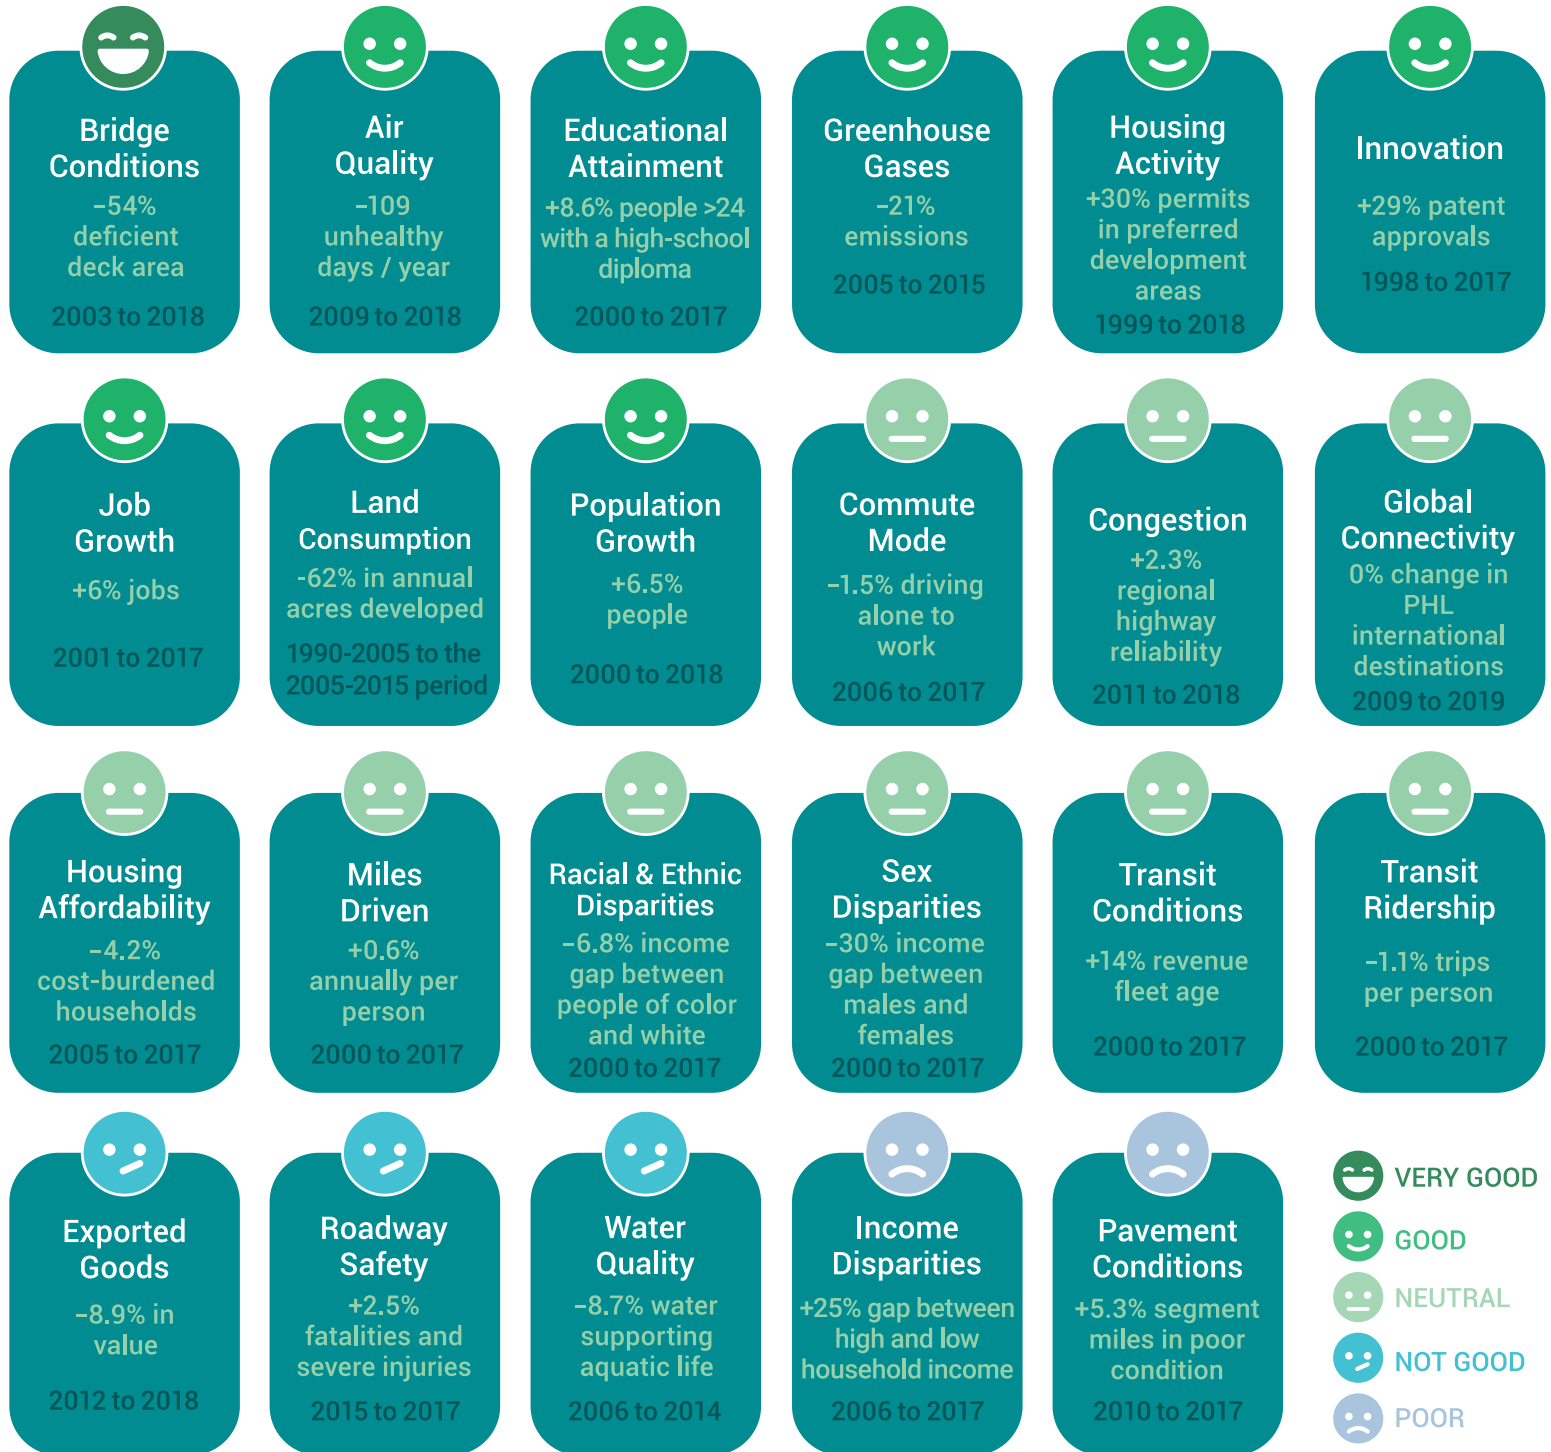 Bridge
Conditions
−54%
deficient
deck area
2003 to 2018
Air
Quality
−109
unhealthy
days / year
2009 to 2018
Educational
Attainment
+8.6% people >24
with a high-school
diploma
2000 to 2017
Greenhouse
Gases
−21%
emissions
2005 to 2015
Housing
Activity
+30% permits
in preferred
development
areas
1999 to 2018
Innovation
+29% patent
approvals
1998 to 2017
Job
Growth
+6% jobs
2001 to 2017
Land
Consumption
-62% in annual
acres developed
1990-2005 to the
2005-2015 period
Population
Growth
+6.5%
people
2000 to 2018
Commute
Mode
−1.5% driving
alone to
work
2006 to 2017
Congestion
+2.3%
regional
highway
reliability
2011 to 2018
Global
Connectivity
0% change in
PHL
international
destinations
2009 to 2019
Housing
Affordability
−4.2%
cost-burdened
households
2005 to 2017
Miles
Driven
+0.6%
annually per
person
2000 to 2017
Racial & Ethnic
Disparities
−6.8% income
gap between
people of color
and white
2000 to 2017
Sex
Disparities
−30% income
gap between
males and
females
2000 to 2017
Transit
Conditions
+14% revenue
fleet age
2000 to 2017
Transit
Ridership
−1.1% trips
per person
2000 to 2017
Exported
Goods
−8.9% in
value
2012 to 2018
Roadway
Safety
+2.5%
fatalities and
severe injuries
2015 to 2017
Water
Quality
−8.7% water
supporting
aquatic life
2006 to 2014
Income
Disparities
+25% gap between
high and low
household income
2006 to 2017
Pavement
Conditions
+5.3% segment
miles in poor
condition
2010 to 2017
VERY GOOD
GOOD
NEUTRAL
NOT GOOD
POOR